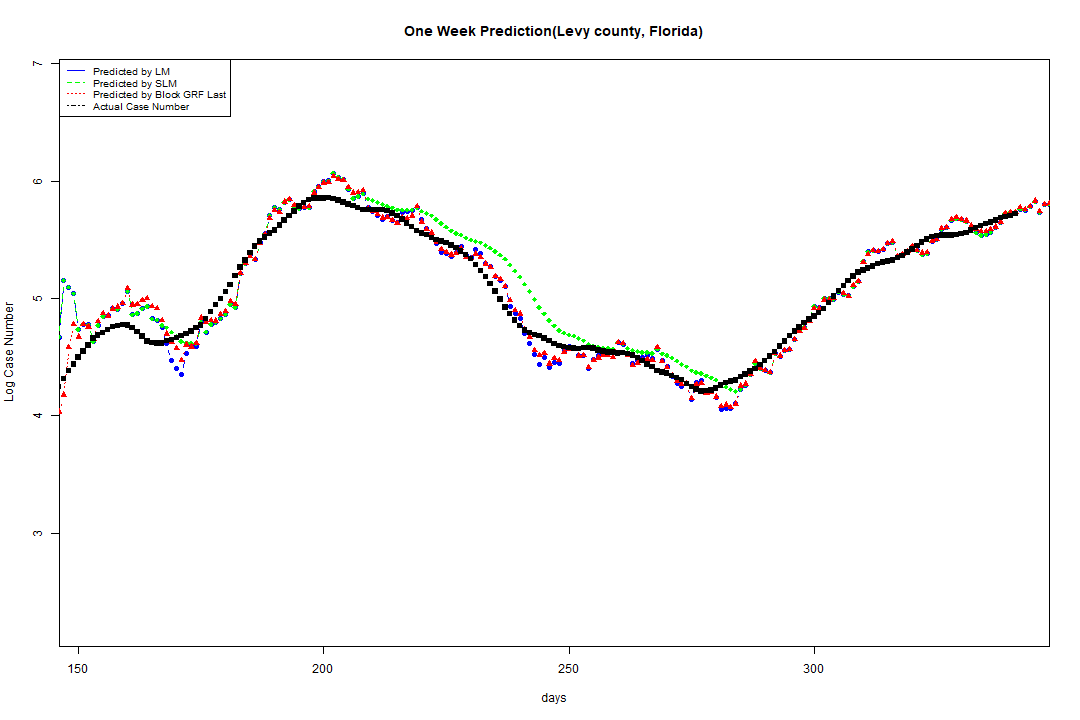 One Week Prediction(Levy county, Florida)
Predicted by LM
Predicted by SLM
Predicted by Block GRF Last
Actual Case Number
7
6
5
4
3
Log Case Number
150 200 250 300
days